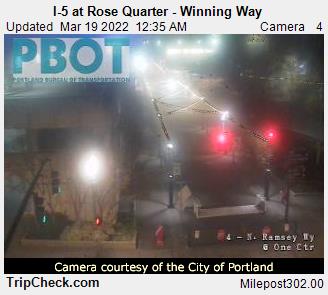 I-5 at Rose Quarter - Winning Way
Updated Mar 19 2022 12:35 AM Camera 4
PBOT
PORTLAND BUREAU OF TRANSPORTATION
4 - N. Ramsey Wy
@ One Ctr
Camera courtesy of the City of Portland
TripCheck.com Milepost302.00